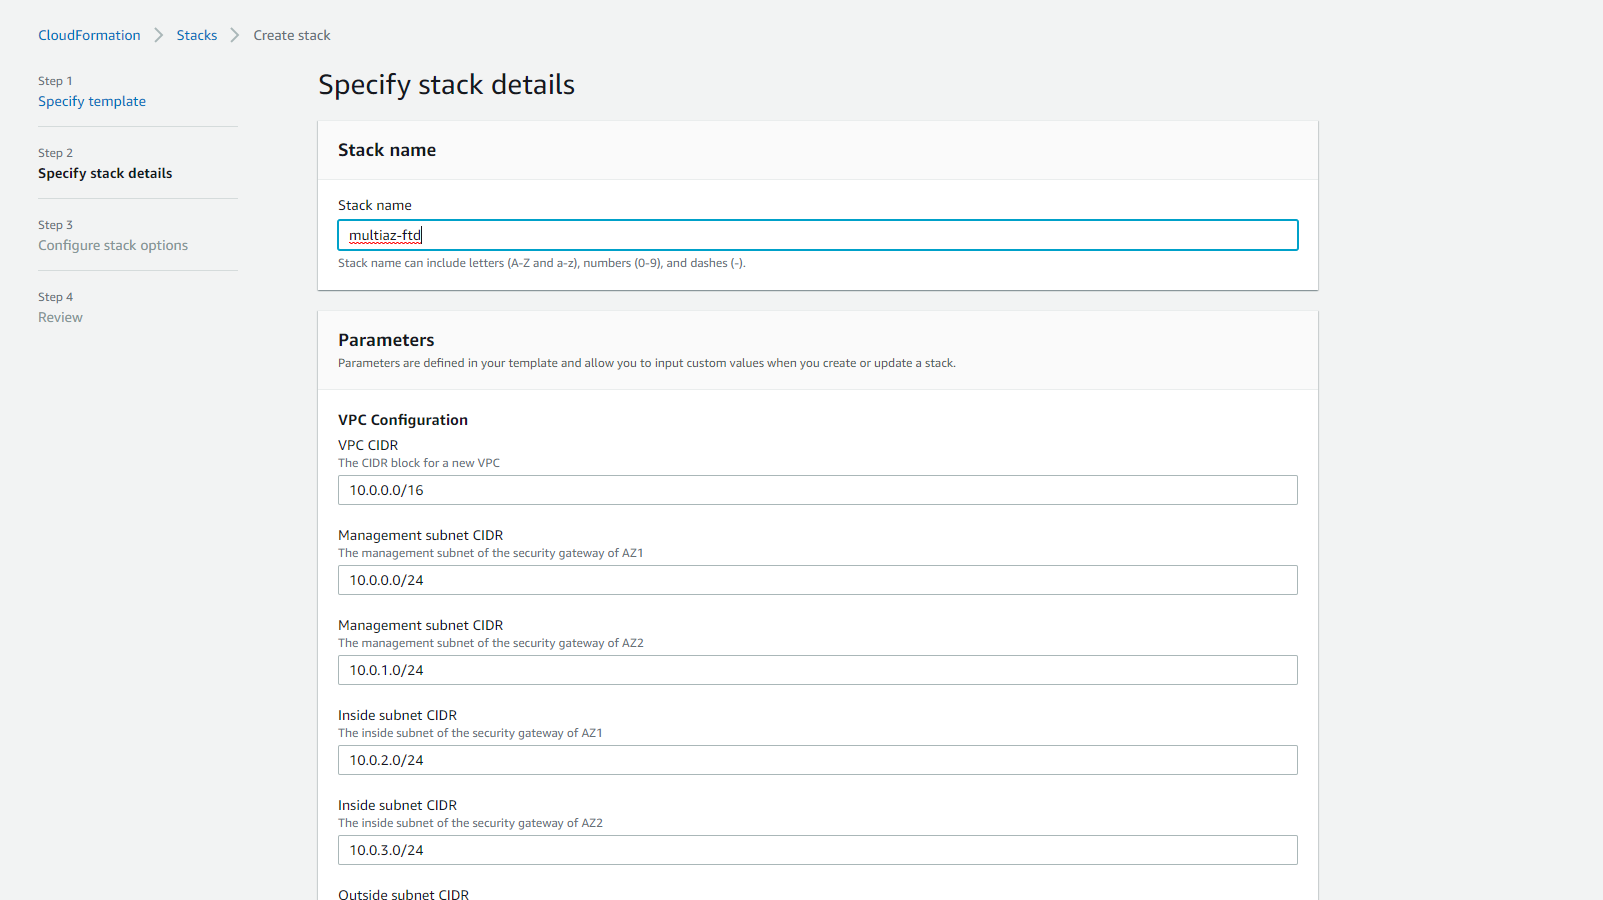 CloudFormation > Stacks > Create stack
Step 1
Specify template
Step 2
Specify stack details
Step 3
Configure stack options
Step 4
Review
Specify stack details
Stack name
Stack name
multiaz-ftd
Stack name can include letters (A-Z and a-z), numbers (0-9), and dashes (-).
Parameters
Parameters are defined in your template and allow you to input custom values when you create or update a stack.
VPC Configuration
VPC CIDR
The CIDR block for a new VPC
10.0.0.0/16
Management subnet CIDR
The management subnet of the security gateway of AZ1
10.0.0.0/24
Management subnet CIDR
The management subnet of the security gateway of AZ2
10.0.1.0/24
Inside subnet CIDR
The inside subnet of the security gateway of AZ1
10.0.2.0/24
Inside subnet CIDR
The inside subnet of the security gateway of AZ2
10.0.3.0/24
Outside subnet CIDR